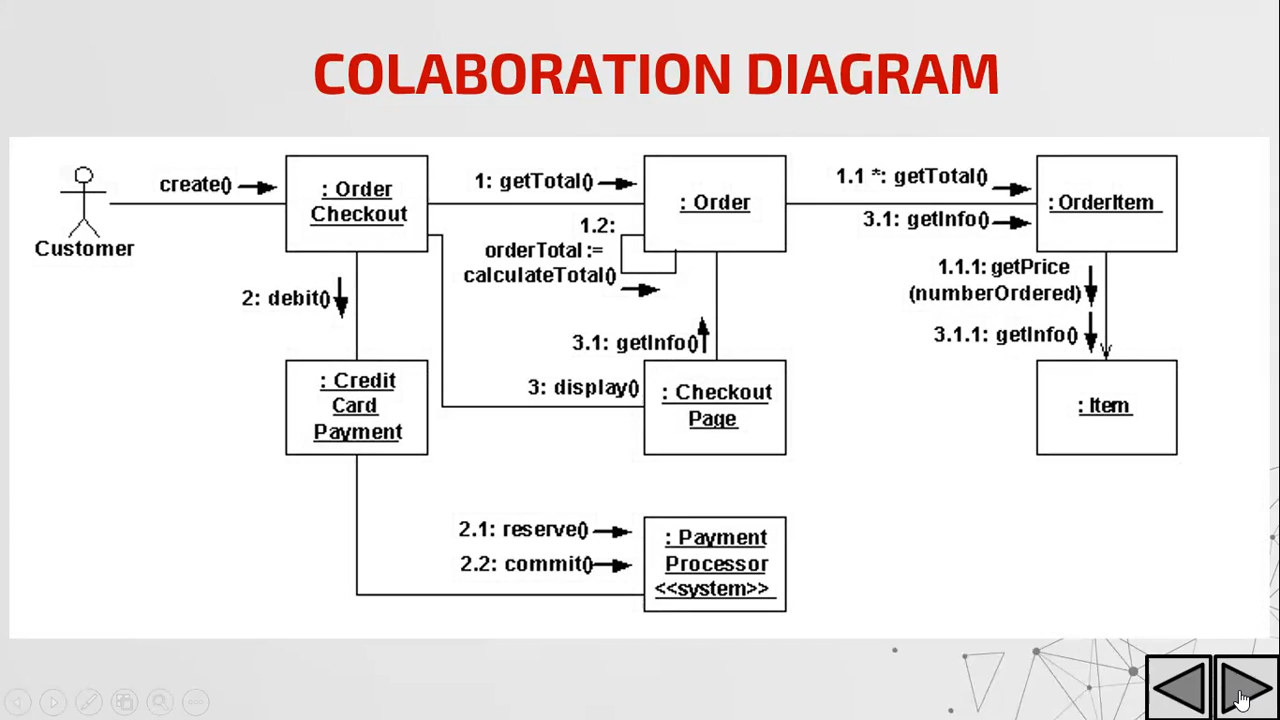 COLABORATION DIAGRAM
create()
1: getTotal()
1.1 *: getTotal()
: Order
Checkout
: Order
: OrderItem
3.1: getInfo()
Customer
1.2:
orderTotal :=
calculateTotal()
1.1.1: getPrice
(numberOrdered)
2: debit()
3.1: getInfo()
3.1.1: getInfo()
: Credit
Card
Payment
3: display()
: Checkout
Page
: Item
2.1: reserve()
2.2: commit()
: Payment
Processor
<<system>>